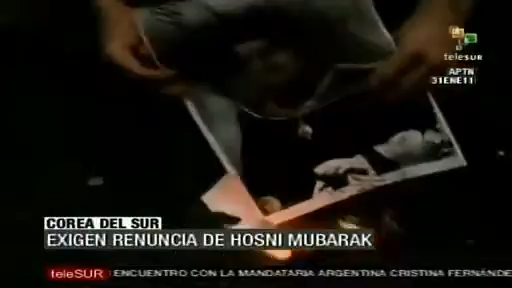 teleSUR
APTN
31ENE11
COREA DEL SUR
EXIGEN RENUNCIA DE HOSNI MUBARAK
teleSUR ENCUENTRO CON LA MANDATARIA ARGENTINA CRISTINA FERNÁNDE